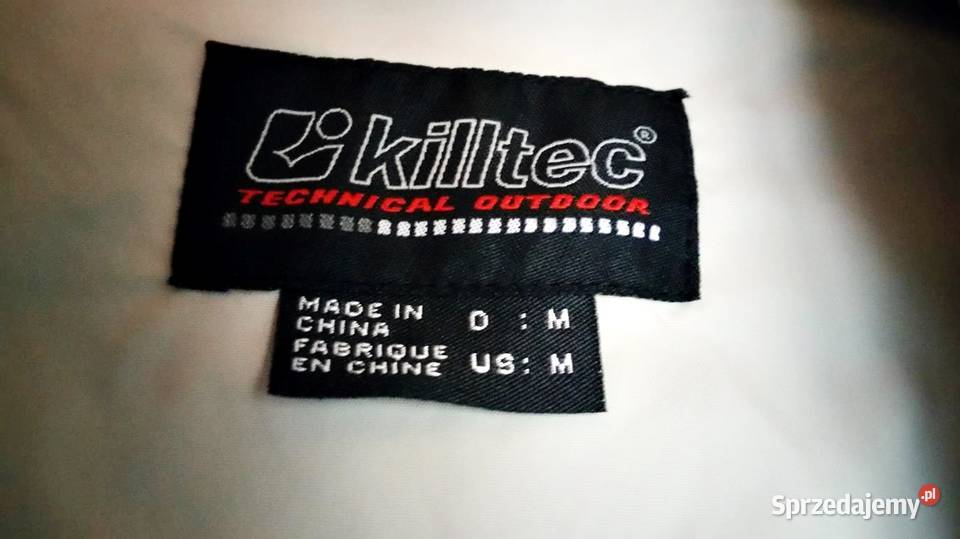 killtec®
TECHNICAL OUTDOOR
MADE IN
CHINA
FABRIQUE
EN CHINE
D : M
US: M
Sprzedajemy.pl